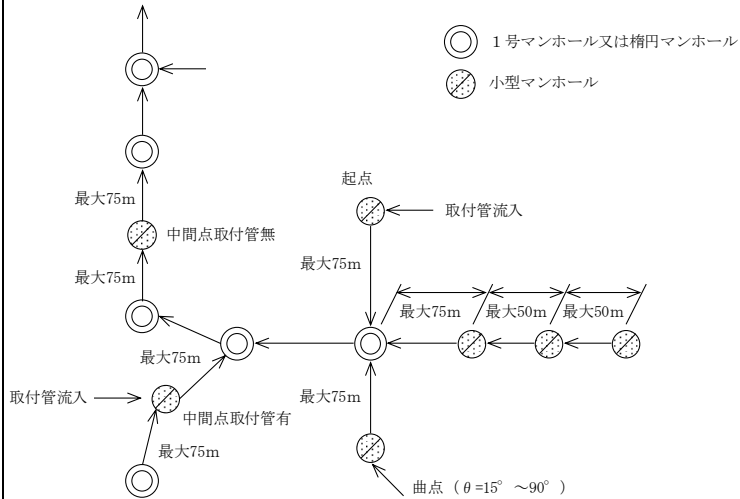 1号マンホール又は楕円マンホール
小型マンホール
起点
取付管流入
最大75m
中間点取付管無
最大75m
最大75m
最大75m
最大50m
最大50m
最大75m
最大75m
取付管流入
中間点取付管有
最大75m
曲点（θ=15°～90°）